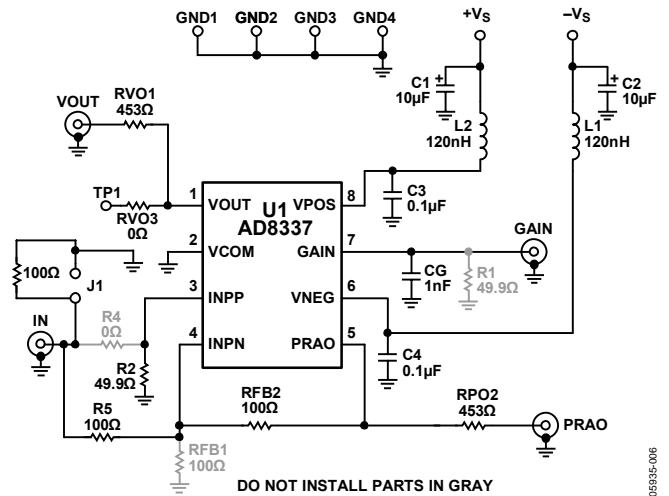 GND1 GND2 GND3 GND4
+VS
–VS
C1
10µF
C2
10µF
L2
120nH
L1
120nH
VOUT
RVO1
453Ω
TP1
RVO3
0Ω
C3
0.1µF
U1
AD8337
1 VOUT
2 VCOM
3 INPP
4 INPN
VPOS 8
GAIN 7
VNEG 6
PRAO 5
GAIN
CG
1nF
R1
49.9Ω
100Ω
J1
IN
R4
0Ω
R2
49.9Ω
C4
0.1µF
R5
100Ω
RFB2
100Ω
RFB1
100Ω
RPO2
453Ω
PRAO
DO NOT INSTALL PARTS IN GRAY
05935-006